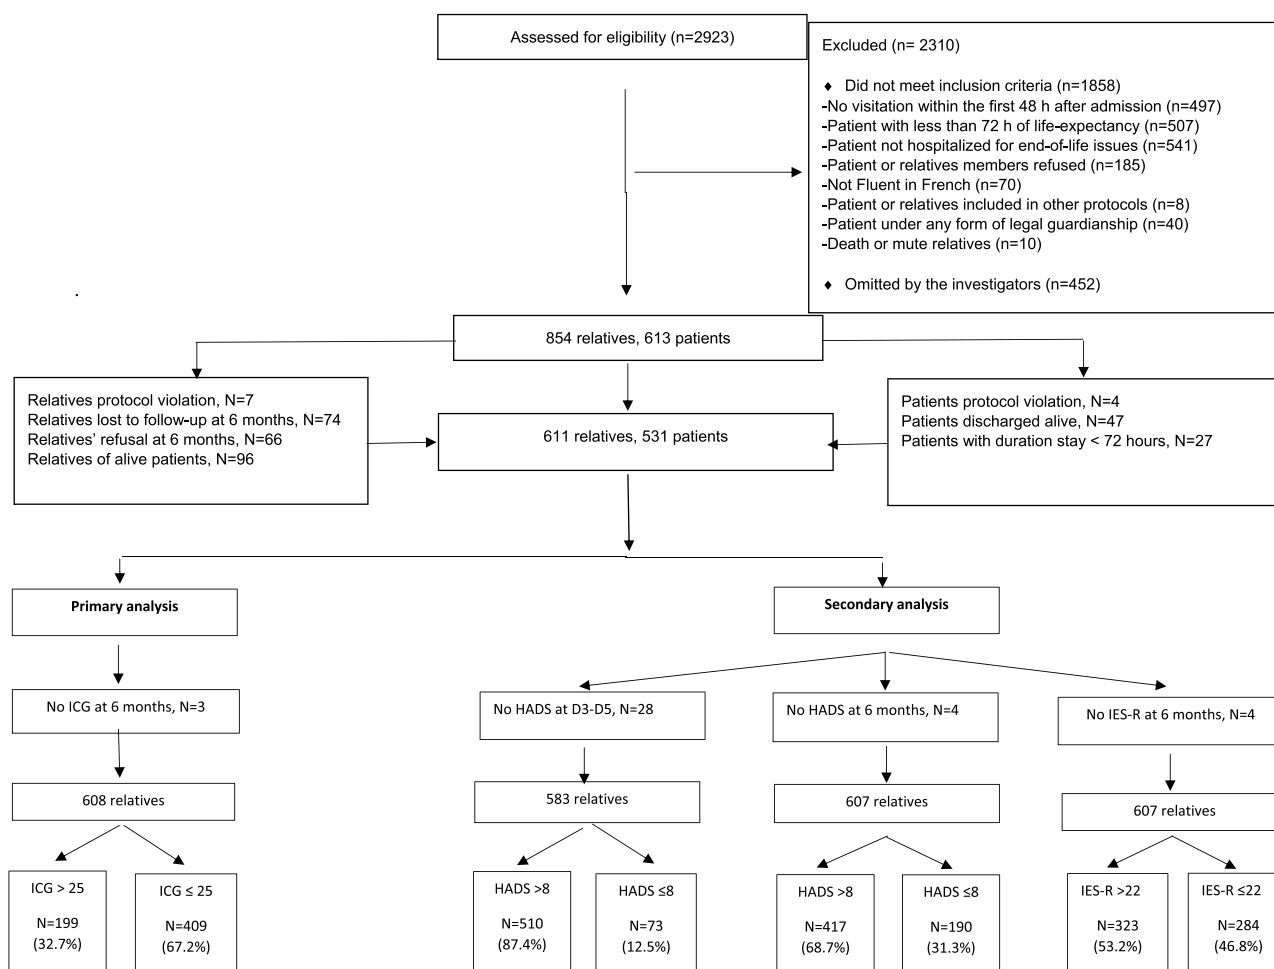 Assessed for eligibility (n=2923)
Excluded (n= 2310)
♦ Did not meet inclusion criteria (n=1858)
-No visitation within the first 48 h after admission (n=497)
-Patient with less than 72 h of life-expectancy (n=507)
-Patient not hospitalized for end-of-life issues (n=541)
-Patient or relatives members refused (n=185)
-Not Fluent in French (n=70)
-Patient or relatives included in other protocols (n=8)
-Patient under any form of legal guardianship (n=40)
-Death or mute relatives (n=10)
♦ Omitted by the investigators (n=452)
854 relatives, 613 patients
Relatives protocol violation, N=7
Relatives lost to follow-up at 6 months, N=74
Relatives' refusal at 6 months, N=66
Relatives of alive patients, N=96
611 relatives, 531 patients
Patients protocol violation, N=4
Patients discharged alive, N=47
Patients with duration stay < 72 hours, N=27
Primary analysis
Secondary analysis
No ICG at 6 months, N=3
No HADS at D3-D5, N=28
No HADS at 6 months, N=4
No IES-R at 6 months, N=4
608 relatives
583 relatives
607 relatives
607 relatives
ICG > 25
N=199
(32.7%)
ICG ≤ 25
N=409
(67.2%)
HADS >8
N=510
(87.4%)
HADS ≤8
N=73
(12.5%)
HADS >8
N=417
(68.7%)
HADS ≤8
N=190
(31.3%)
IES-R >22
N=323
(53.2%)
IES-R ≤22
N=284
(46.8%)